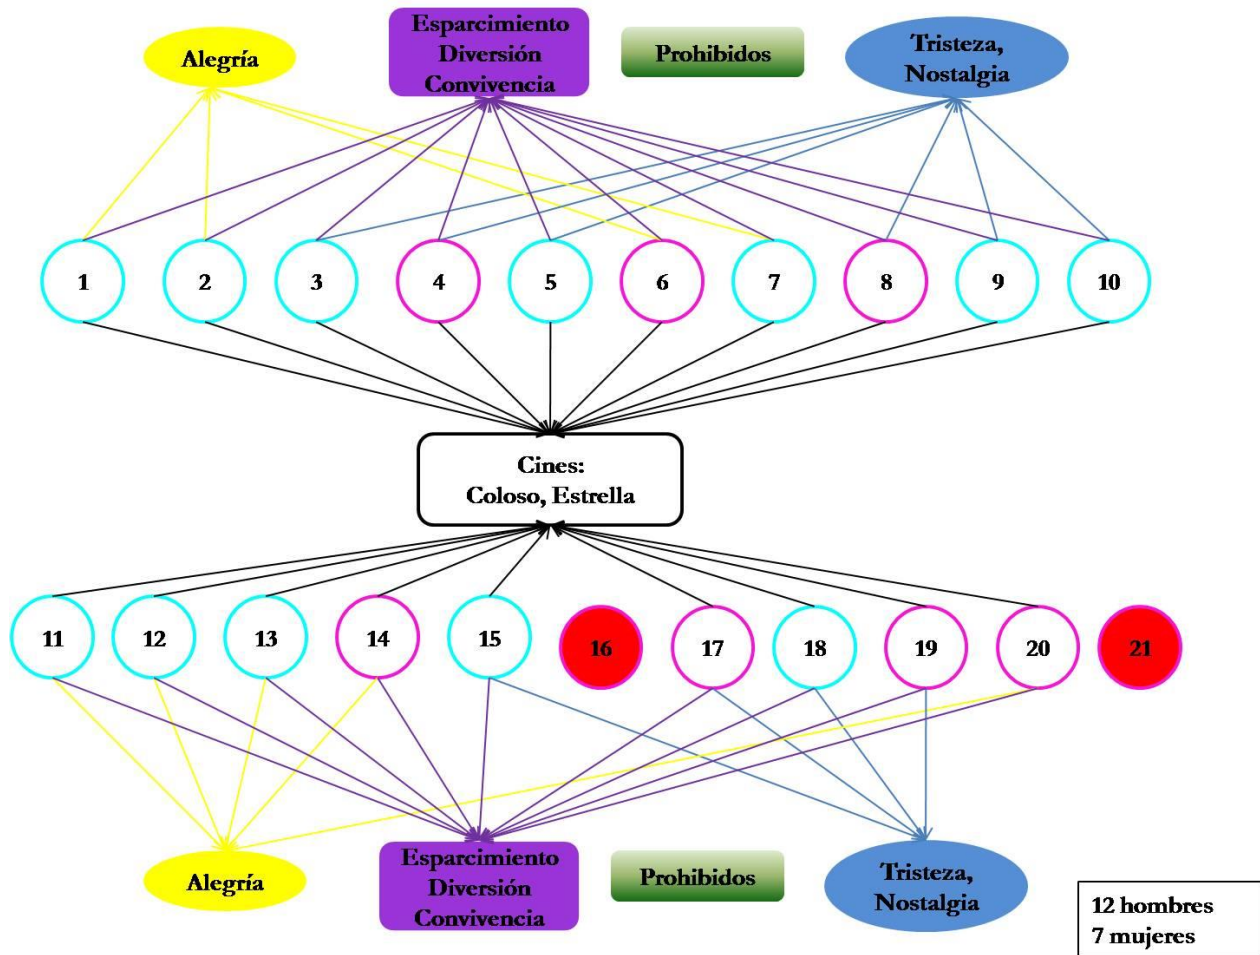 Alegría
Esparcimiento
Diversión
Convivencia
Prohibidos
Tristeza,
Nostalgia
1
2
3
4
5
6
7
8
9
10
Cines:
Coloso, Estrella
11
12
13
14
15
16
17
18
19
20
21
Alegría
Esparcimiento
Diversión
Convivencia
Prohibidos
Tristeza,
Nostalgia
12 hombres
7 mujeres